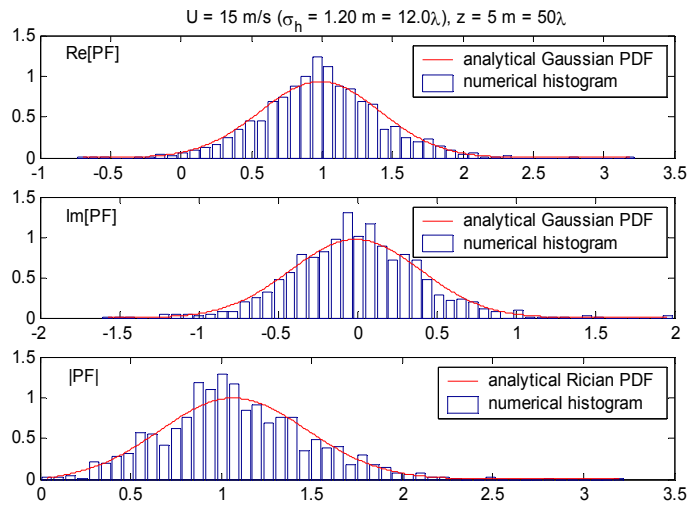 U = 15 m/s (σh = 1.20 m = 12.0λ), z = 5 m = 50λ
1.5
1
0.5
0
Re[PF]
analytical Gaussian PDF
numerical histogram
-1 -0.5 0 0.5 1 1.5 2 2.5 3 3.5
1.5
1
0.5
0
Im[PF]
analytical Gaussian PDF
numerical histogram
-2 -1.5 -1 -0.5 0 0.5 1 1.5 2
1.5
1
0.5
0
|PF|
analytical Rician PDF
numerical histogram
0 0.5 1 1.5 2 2.5 3 3.5